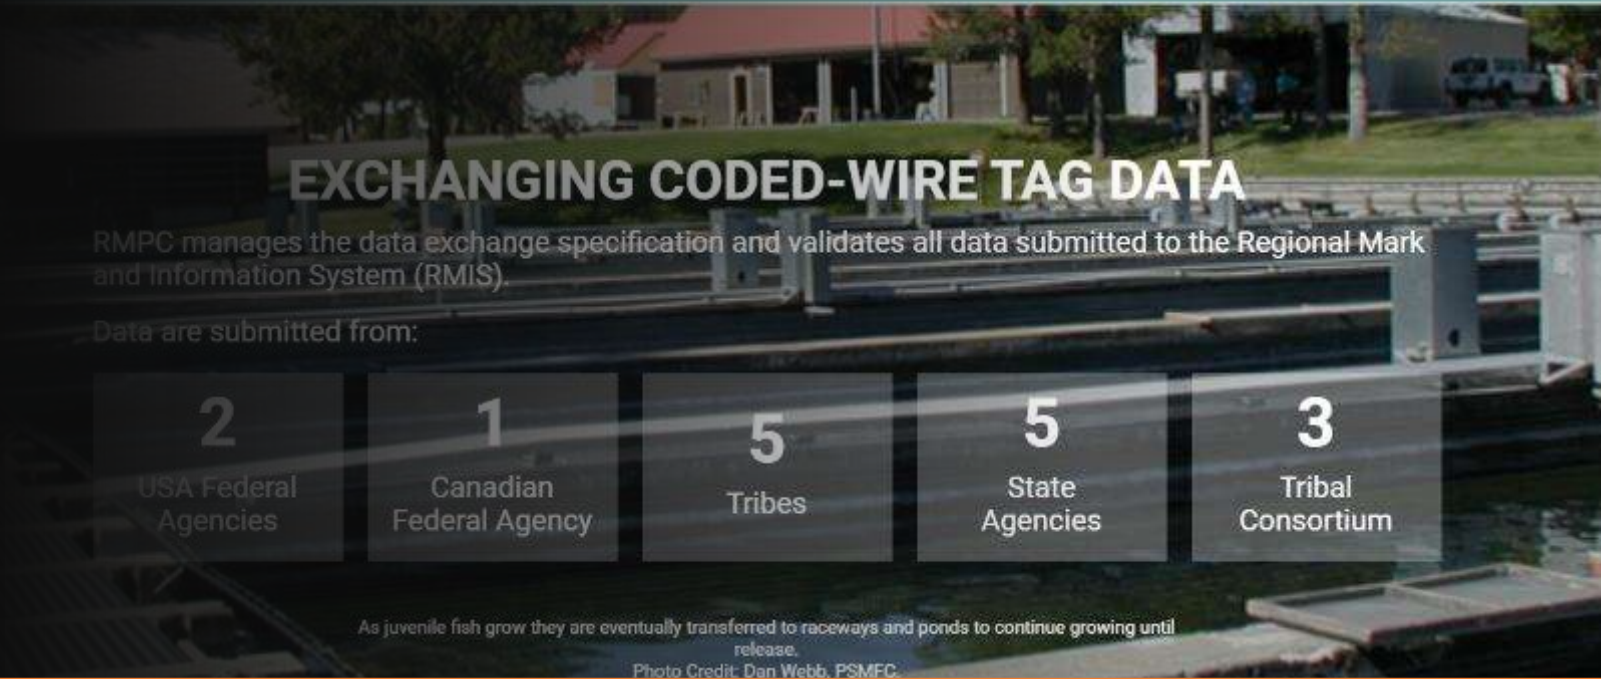 EXCHANGING CODED-WIRE TAG DATA
RMPC manages the data exchange specification and validates all data submitted to the Regional Mark
and Information System (RMIS).
Data are submitted from:
2
USA Federal
Agencies
1
Canadian
Federal Agency
5
Tribes
5
State
Agencies
3
Tribal
Consortium
As juvenile fish grow they are eventually transferred to raceways and ponds to continue growing until
release.
Photo Credit: Dan Webb, PSMFC.